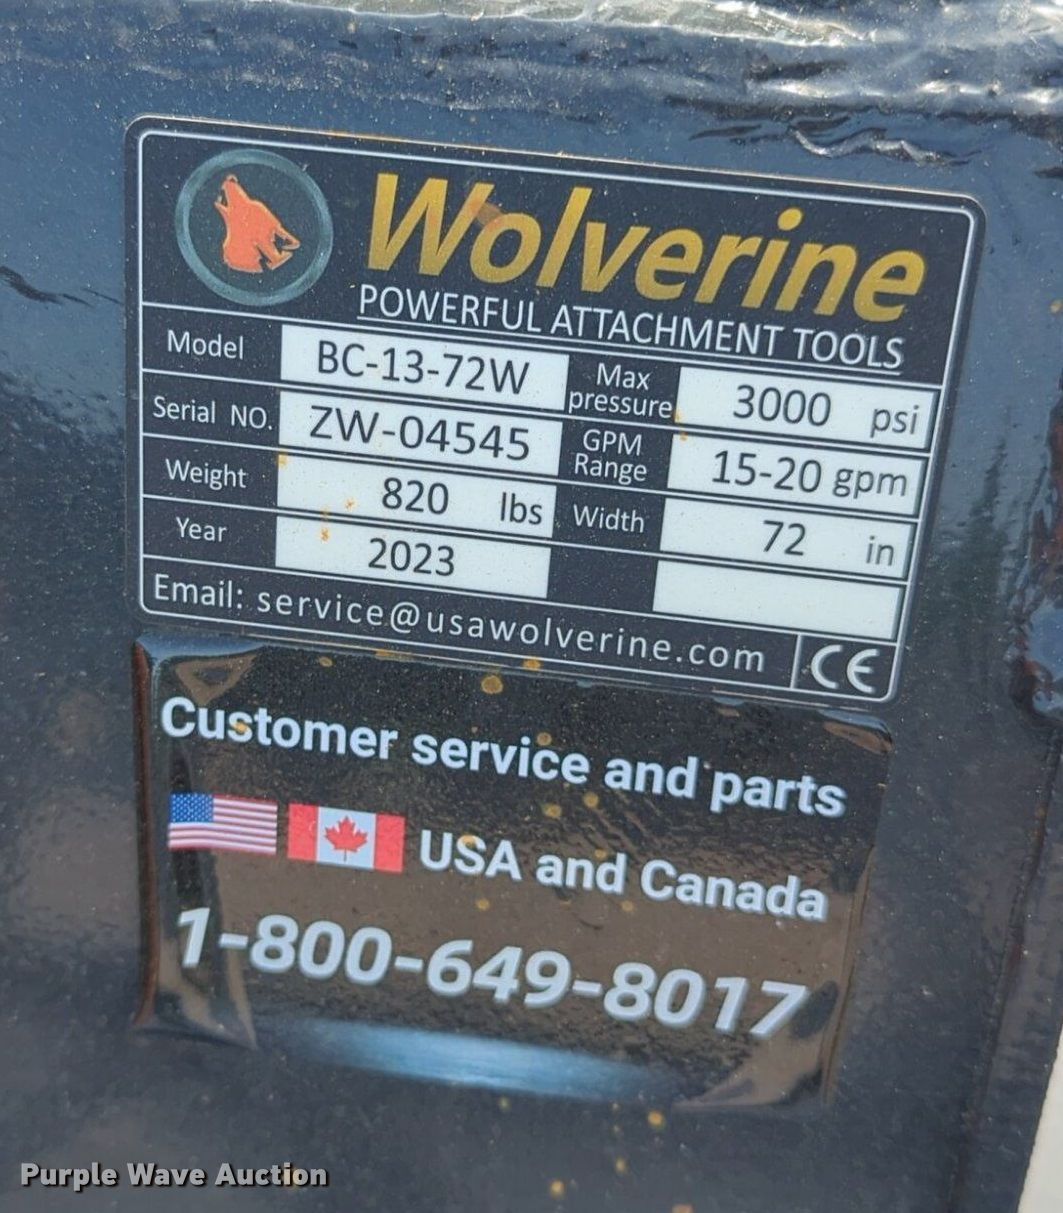 Wolverine
POWERFUL ATTACHMENT TOOLS
Model BC-13-72W Max pressure 3000 psi
Serial NO. ZW-04545 GPM Range 15-20 gpm
Weight 820 lbs Width 72 in
Year 2023
Email: service@usawolverine.com CE
Customer service and parts
USA and Canada
1-800-649-8017
Purple Wave Auction